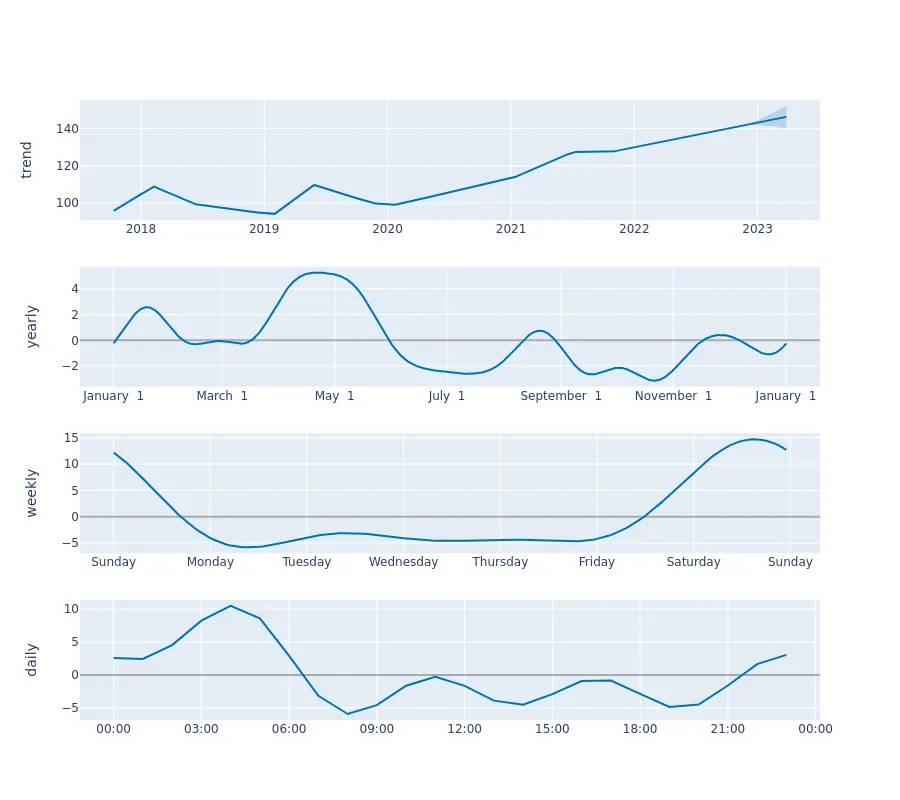 trend
140
120
100
2018 2019 2020 2021 2022 2023
yearly
4
2
0
−2
January 1 March 1 May 1 July 1 September 1 November 1 January 1
weekly
15
10
5
0
−5
Sunday Monday Tuesday Wednesday Thursday Friday Saturday Sunday
daily
10
5
0
−5
00:00 03:00 06:00 09:00 12:00 15:00 18:00 21:00 00:00